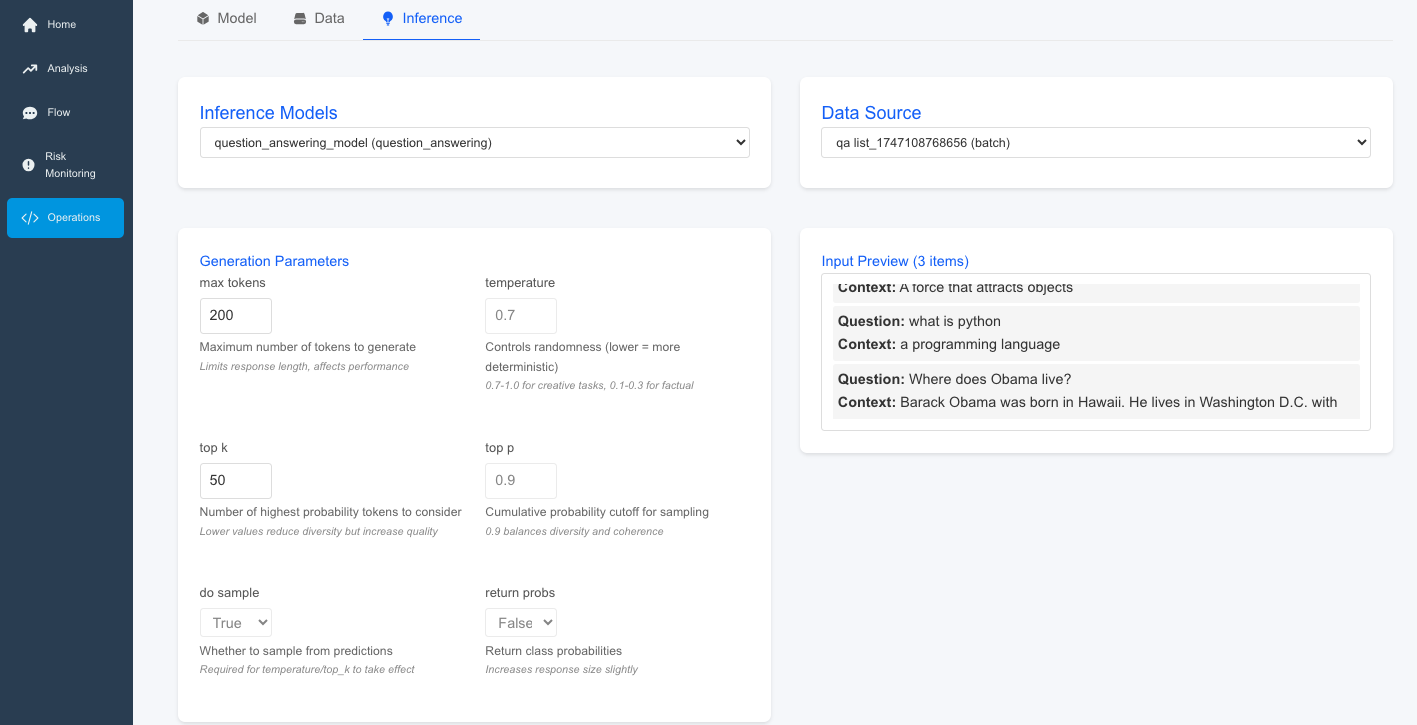 Home
Analysis
Flow
Risk
Monitoring
Operations
Model
Data
Inference
Inference Models
question_answering_model (question_answering)
Data Source
qa list_1747108768656 (batch)
Generation Parameters
max tokens
200
Maximum number of tokens to generate
Limits response length, affects performance
temperature
0.7
Controls randomness (lower = more
deterministic)
0.7-1.0 for creative tasks, 0.1-0.3 for factual
top k
50
Number of highest probability tokens to consider
Lower values reduce diversity but increase quality
top p
0.9
Cumulative probability cutoff for sampling
0.9 balances diversity and coherence
do sample
True
Whether to sample from predictions
Required for temperature/top_k to take effect
return probs
False
Return class probabilities
Increases response size slightly
Input Preview (3 items)
Context: A force that attracts objects
Question: what is python
Context: a programming language
Question: Where does Obama live?
Context: Barack Obama was born in Hawaii. He lives in Washington D.C. with